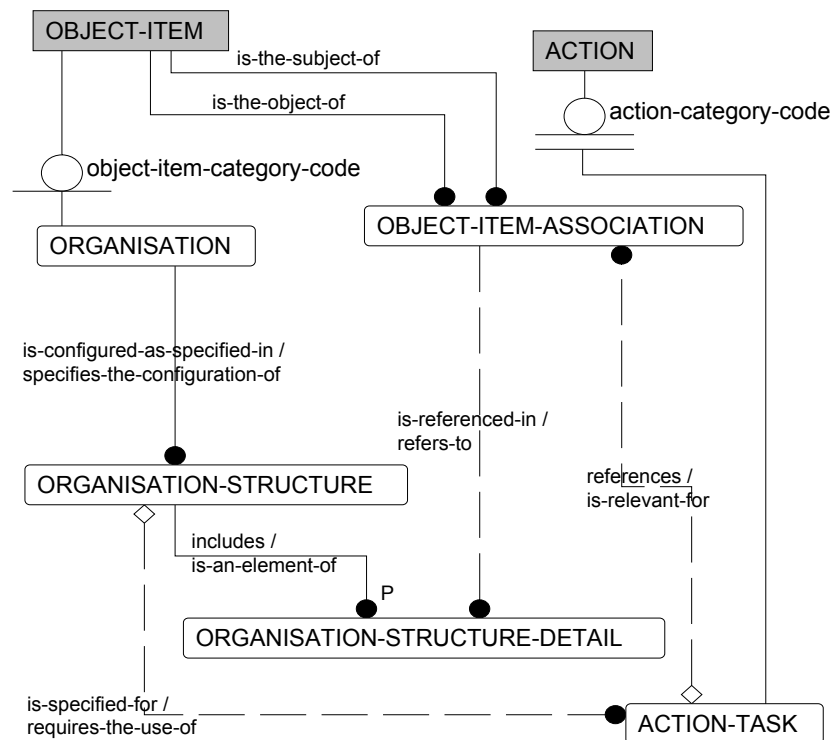 OBJECT-ITEM
ACTION
is-the-subject-of
is-the-object-of
action-category-code
object-item-category-code
ORGANISATION
OBJECT-ITEM-ASSOCIATION
is-configured-as-specified-in /
specifies-the-configuration-of
is-referenced-in /
refers-to
ORGANISATION-STRUCTURE
references /
is-relevant-for
includes /
is-an-element-of
P
ORGANISATION-STRUCTURE-DETAIL
is-specified-for /
requires-the-use-of
ACTION-TASK